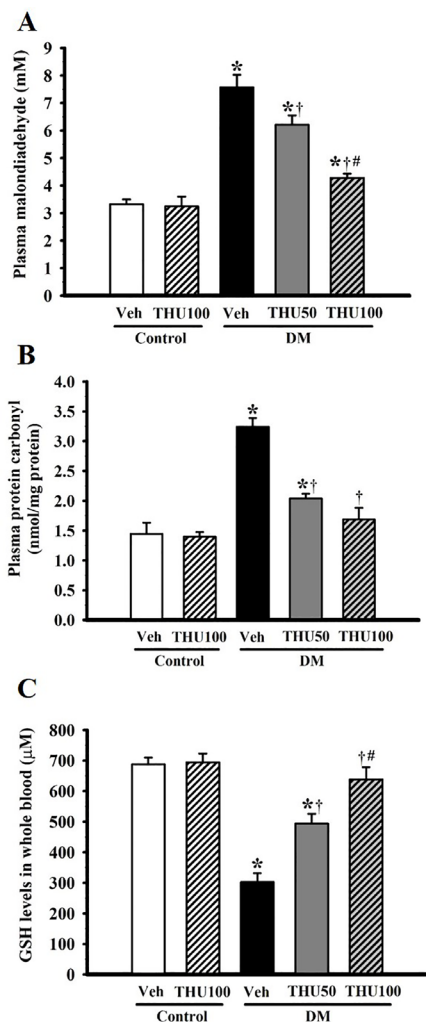 A
Plasma malondiadehyde (mM)
9
8
7
6
5
4
3
2
1
0
*
*†
*†#
Veh THU100 Veh THU50 THU100
Control DM
B
Plasma protein carbonyl
(nmol/mg protein)
4.0
3.5
3.0
2.5
2.0
1.5
1.0
0.5
0.0
*
*†
†
Veh THU100 Veh THU50 THU100
Control DM
C
GSH levels in whole blood (μM)
800
700
600
500
400
300
200
100
0
*
*†
†#
Veh THU100 Veh THU50 THU100
Control DM